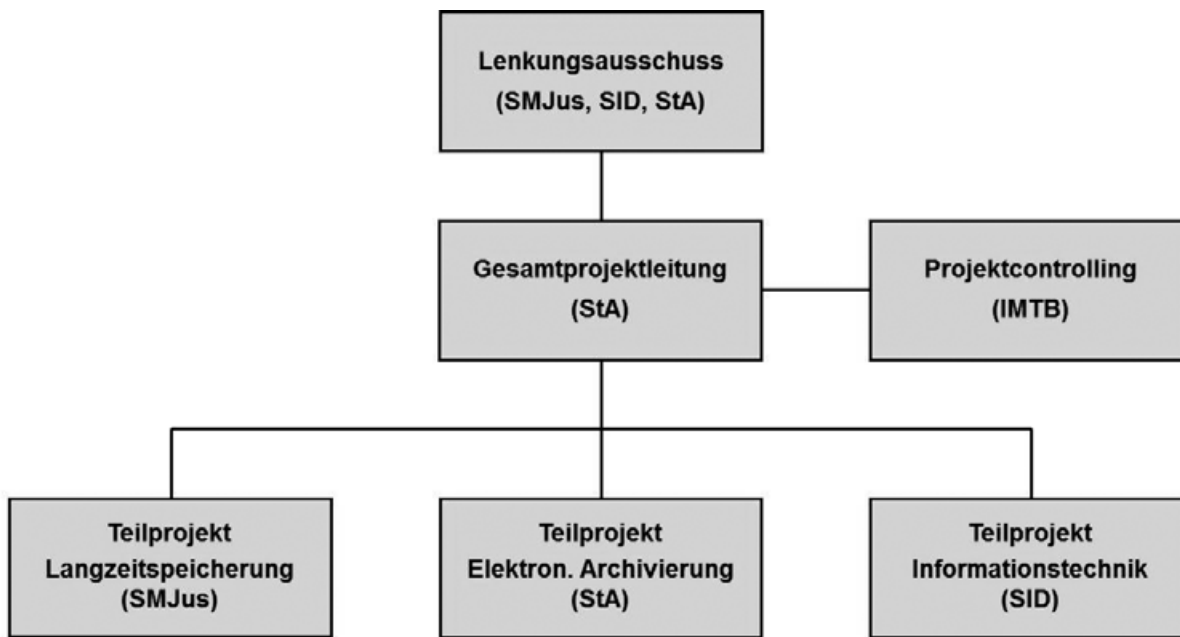 Lenkungsausschuss
(SMJus, SID, StA)
Gesamtprojektleitung
(StA)
Projektcontrolling
(IMTB)
Teilprojekt
Langzeitspeicherung
(SMJus)
Teilprojekt
Elektron. Archivierung
(StA)
Teilprojekt
Informationstechnik
(SID)